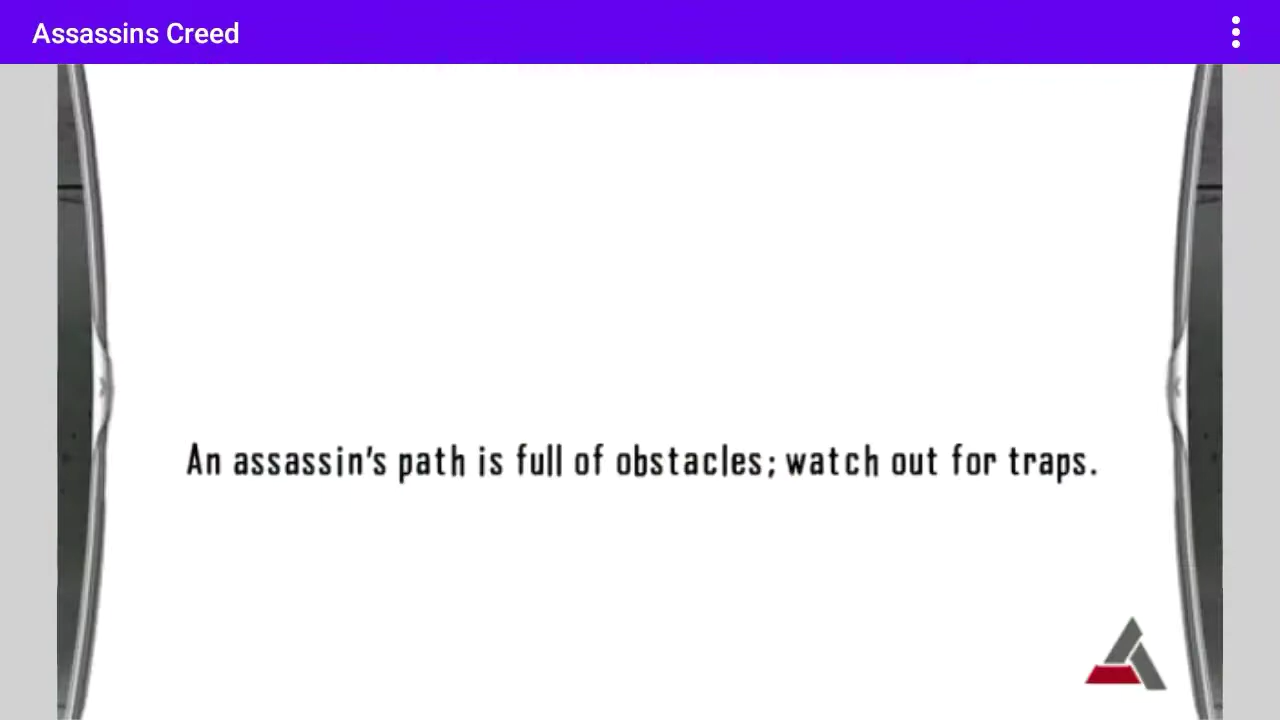 Assassins Creed
An assassin's path is full of obstacles; watch out for traps.